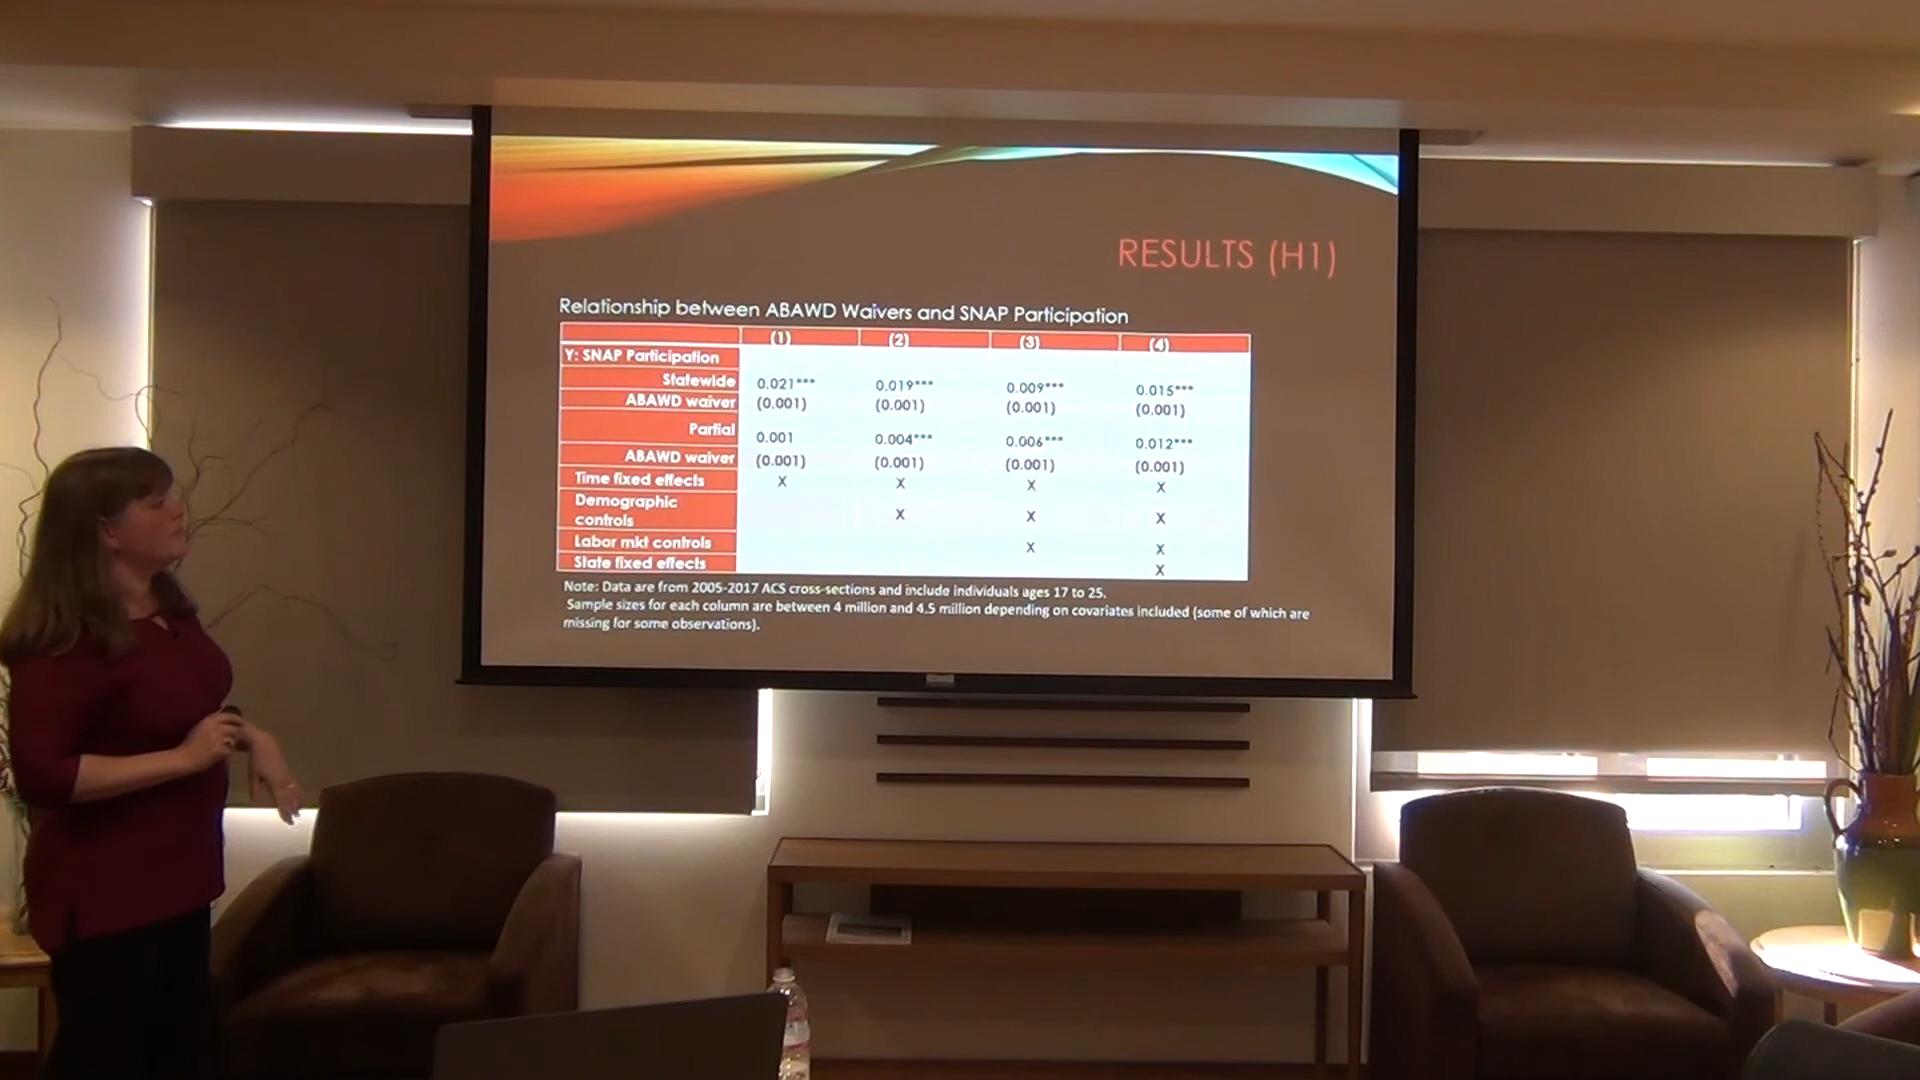 RESULTS (H1)
Relationship between ABAWD Waivers and SNAP Participation
(1) (2) (3) (4)
Y: SNAP Participation
Statewide 0.021*** 0.019*** 0.009*** 0.015***
ABAWD waiver (0.001) (0.001) (0.001) (0.001)
Partial 0.001 0.004*** 0.006*** 0.012***
ABAWD waiver (0.001) (0.001) (0.001) (0.001)
Time fixed effects X X X X
Demographic
controls X X X
Labor mkt controls X X
State fixed effects X
Note: Data are from 2005-2017 ACS cross-sections and include individuals ages 17 to 25.
Sample sizes for each column are between 4 million and 4.5 million depending on covariates included (some of which are
missing for some observations).